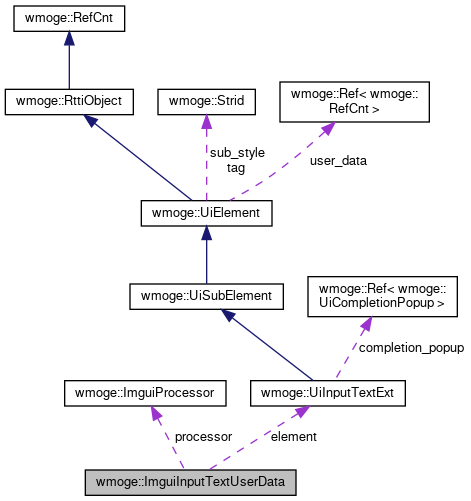 wmoge::RefCnt
wmoge::RttiObject
wmoge::Strid
wmoge::Ref< wmoge::
RefCnt >
sub_style
tag
user_data
wmoge::UiElement
wmoge::UiSubElement
wmoge::Ref< wmoge::
UiCompletionPopup >
completion_popup
wmoge::ImguiProcessor
wmoge::UiInputTextExt
processor
element
wmoge::ImguiInputTextUserData